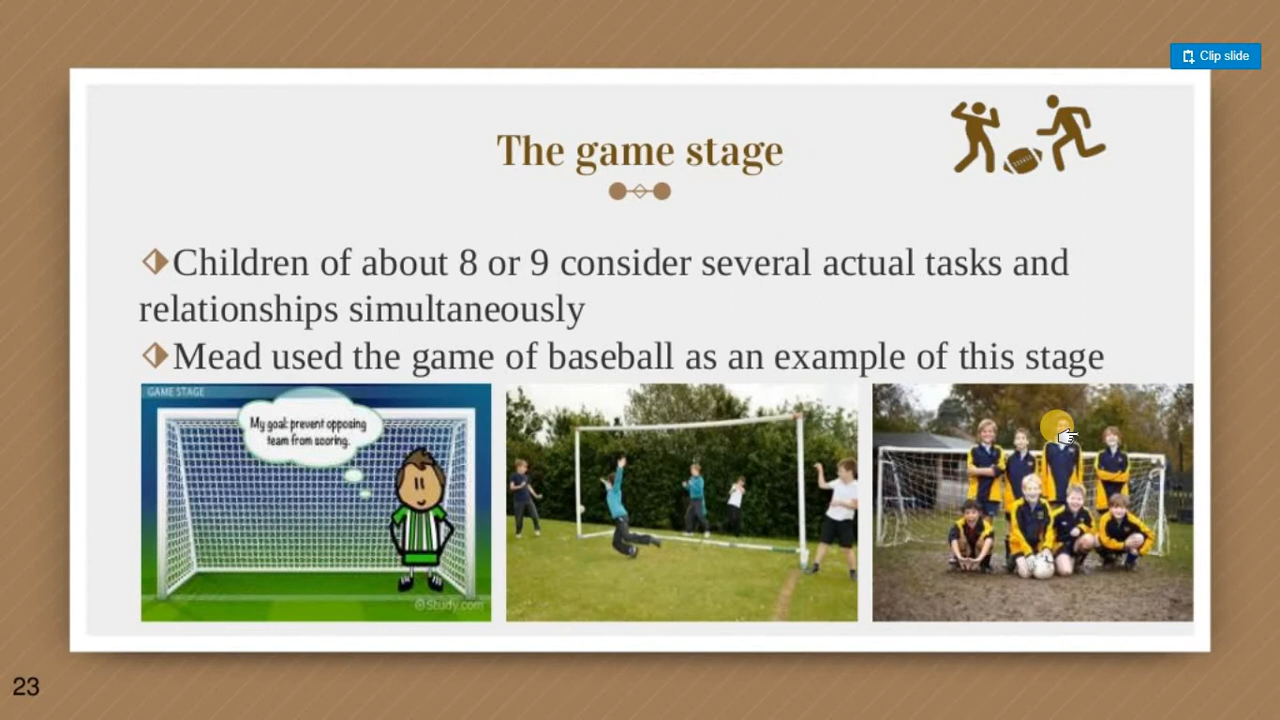 Clip slide
The game stage
Children of about 8 or 9 consider several actual tasks and
relationships simultaneously
Mead used the game of baseball as an example of this stage
GAME STAGE
My goal: prevent opposing
team from scoring.
© Study.com
23